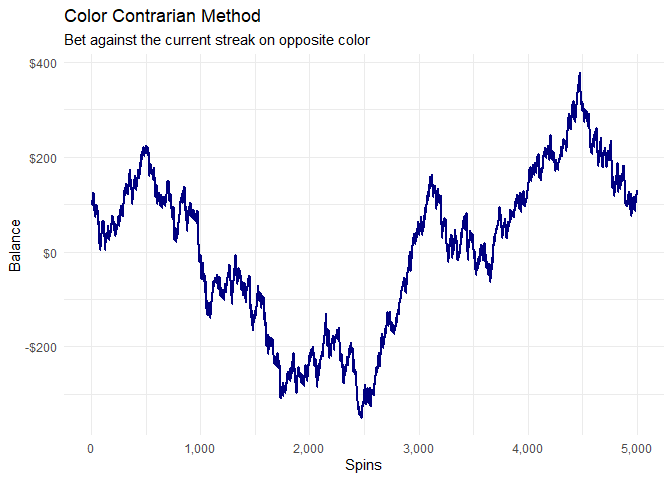 Color Contrarian Method
Bet against the current streak on opposite color
$400
$200
$0
-$200
Balance
0 1,000 2,000 3,000 4,000 5,000
Spins